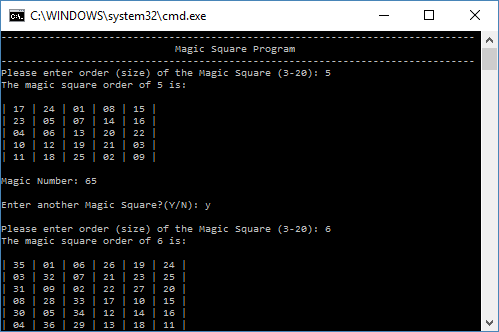 C:\WINDOWS\system32\cmd.exe
--------------------------------------------------------------------------------
Magic Square Program
--------------------------------------------------------------------------------
Please enter order (size) of the Magic Square (3-20): 5
The magic square order of 5 is:
| 17 | 24 | 01 | 08 | 15 |
| 23 | 05 | 07 | 14 | 16 |
| 04 | 06 | 13 | 20 | 22 |
| 10 | 12 | 19 | 21 | 03 |
| 11 | 18 | 25 | 02 | 09 |
Magic Number: 65
Enter another Magic Square?(Y/N): y
Please enter order (size) of the Magic Square (3-20): 6
The magic square order of 6 is:
| 35 | 01 | 06 | 26 | 19 | 24 |
| 03 | 32 | 07 | 21 | 23 | 25 |
| 31 | 09 | 02 | 22 | 27 | 20 |
| 08 | 28 | 33 | 17 | 10 | 15 |
| 30 | 05 | 34 | 12 | 14 | 16 |
| 04 | 36 | 29 | 13 | 18 | 11 |